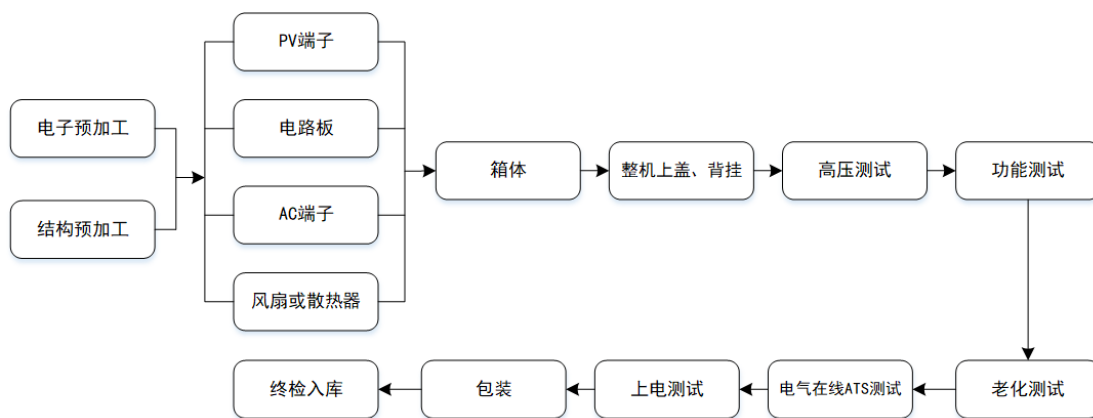 电子预加工
结构预加工
PV端子
电路板
AC端子
风扇或散热器
箱体
整机上盖、背挂
高压测试
功能测试
老化测试
电气在线ATS测试
上电测试
包装
终检入库